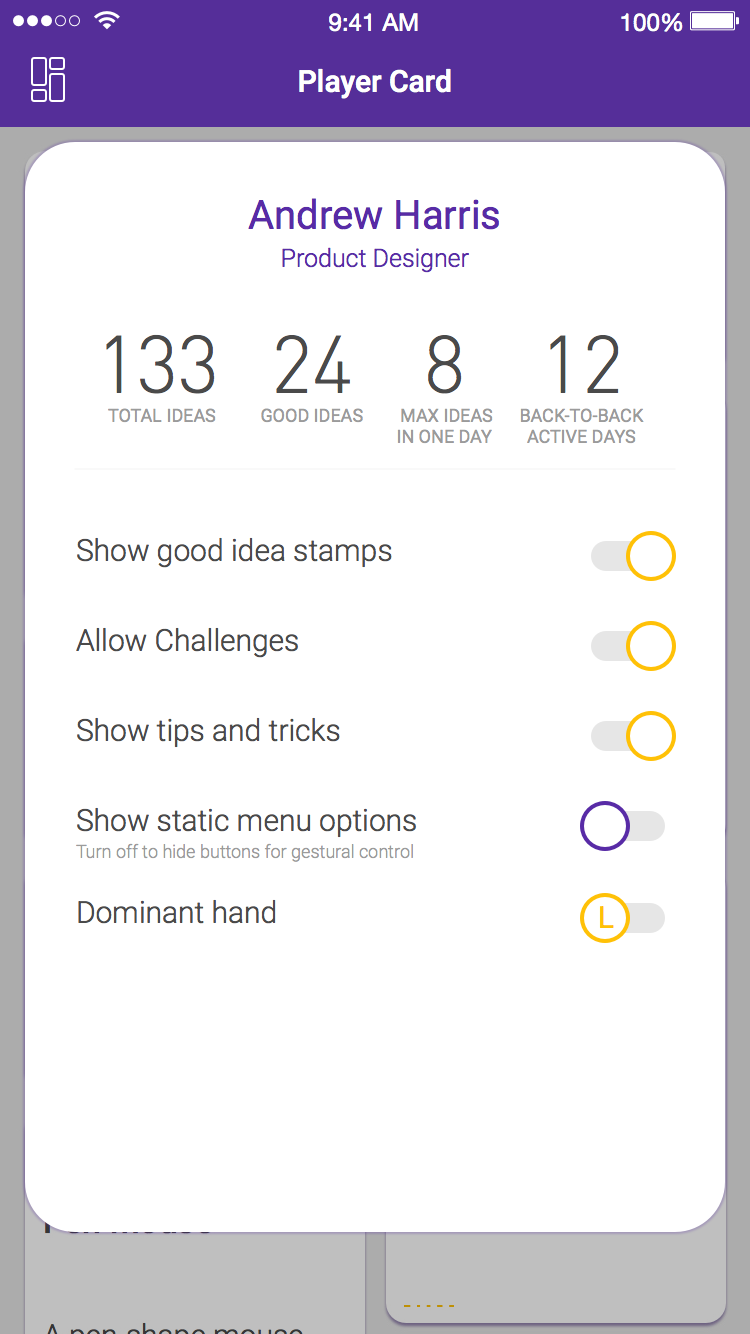 9:41 AM
100%
Player Card
Andrew Harris
Product Designer
133
TOTAL IDEAS
24
GOOD IDEAS
8
MAX IDEAS
IN ONE DAY
12
BACK-TO-BACK
ACTIVE DAYS
Show good idea stamps
Allow Challenges
Show tips and tricks
Show static menu options
Turn off to hide buttons for gestural control
Dominant hand
L
A pen-shape mouse